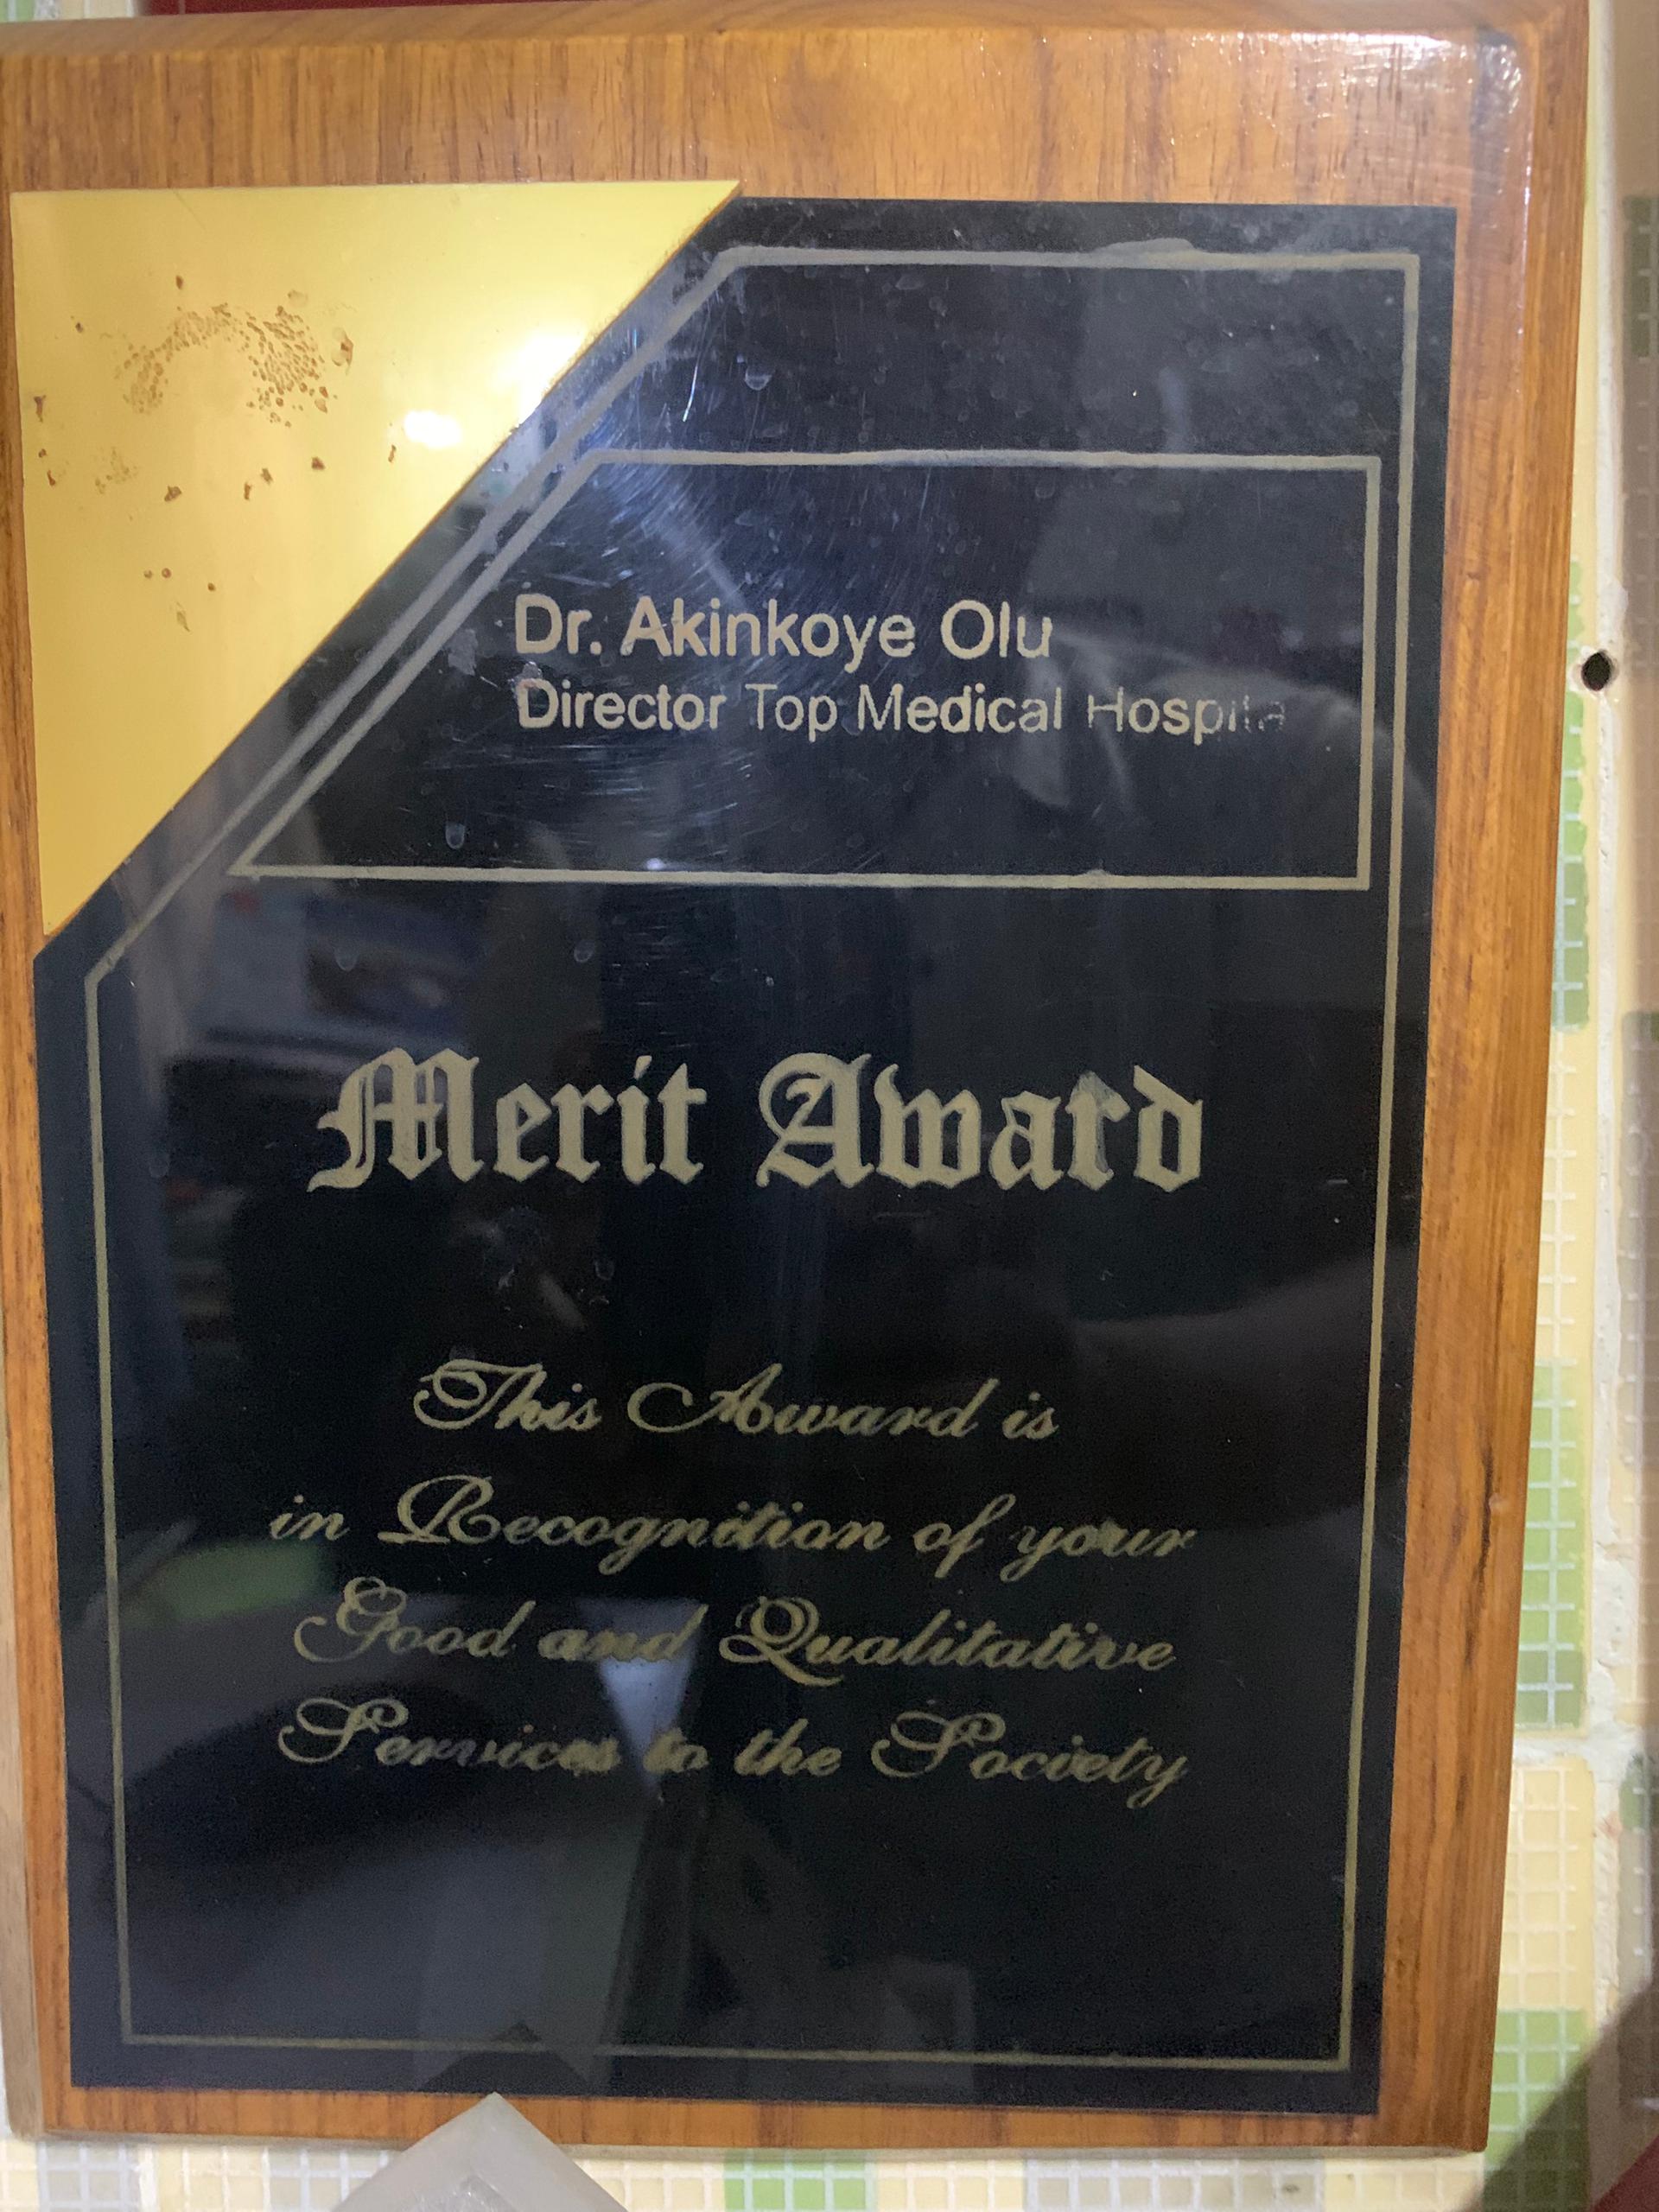 Dr. Akinkoye Olu
Director Top Medical Hospita
Merit Award
This Award is
in Recognition of your
Good and Qualitative
Services to the Society